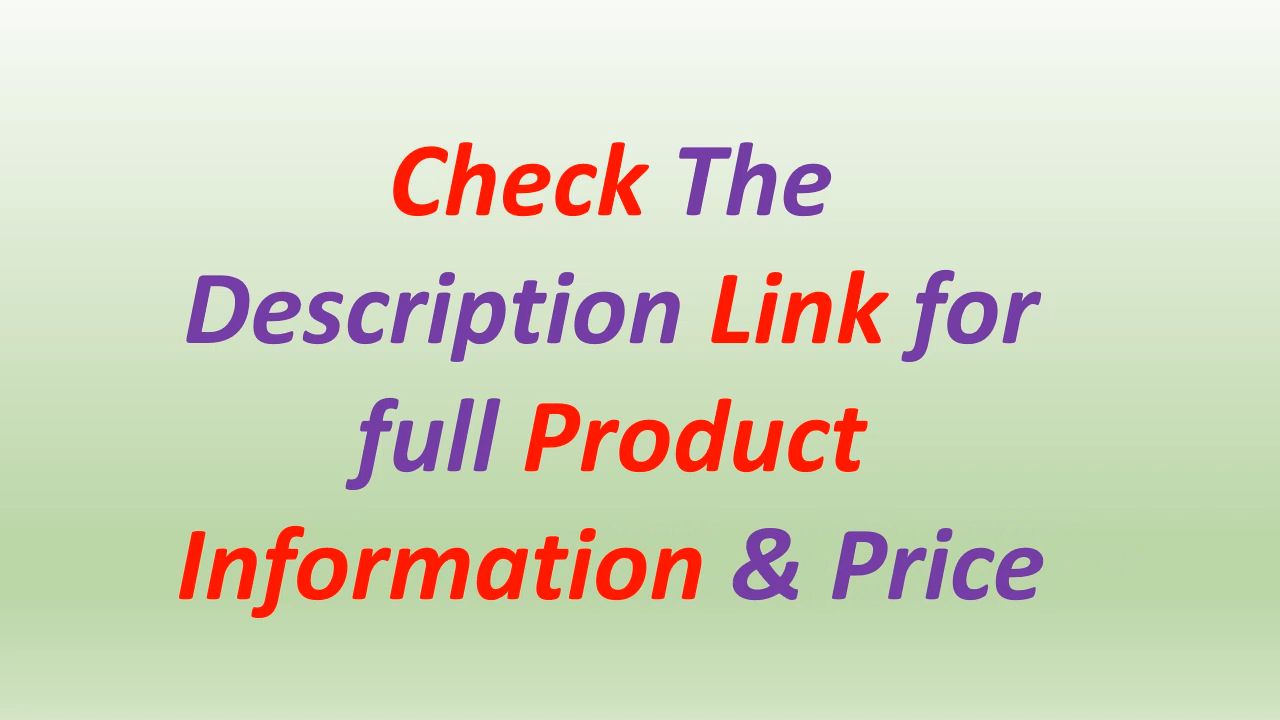 Check The
Description Link for
full Product
Information & Price